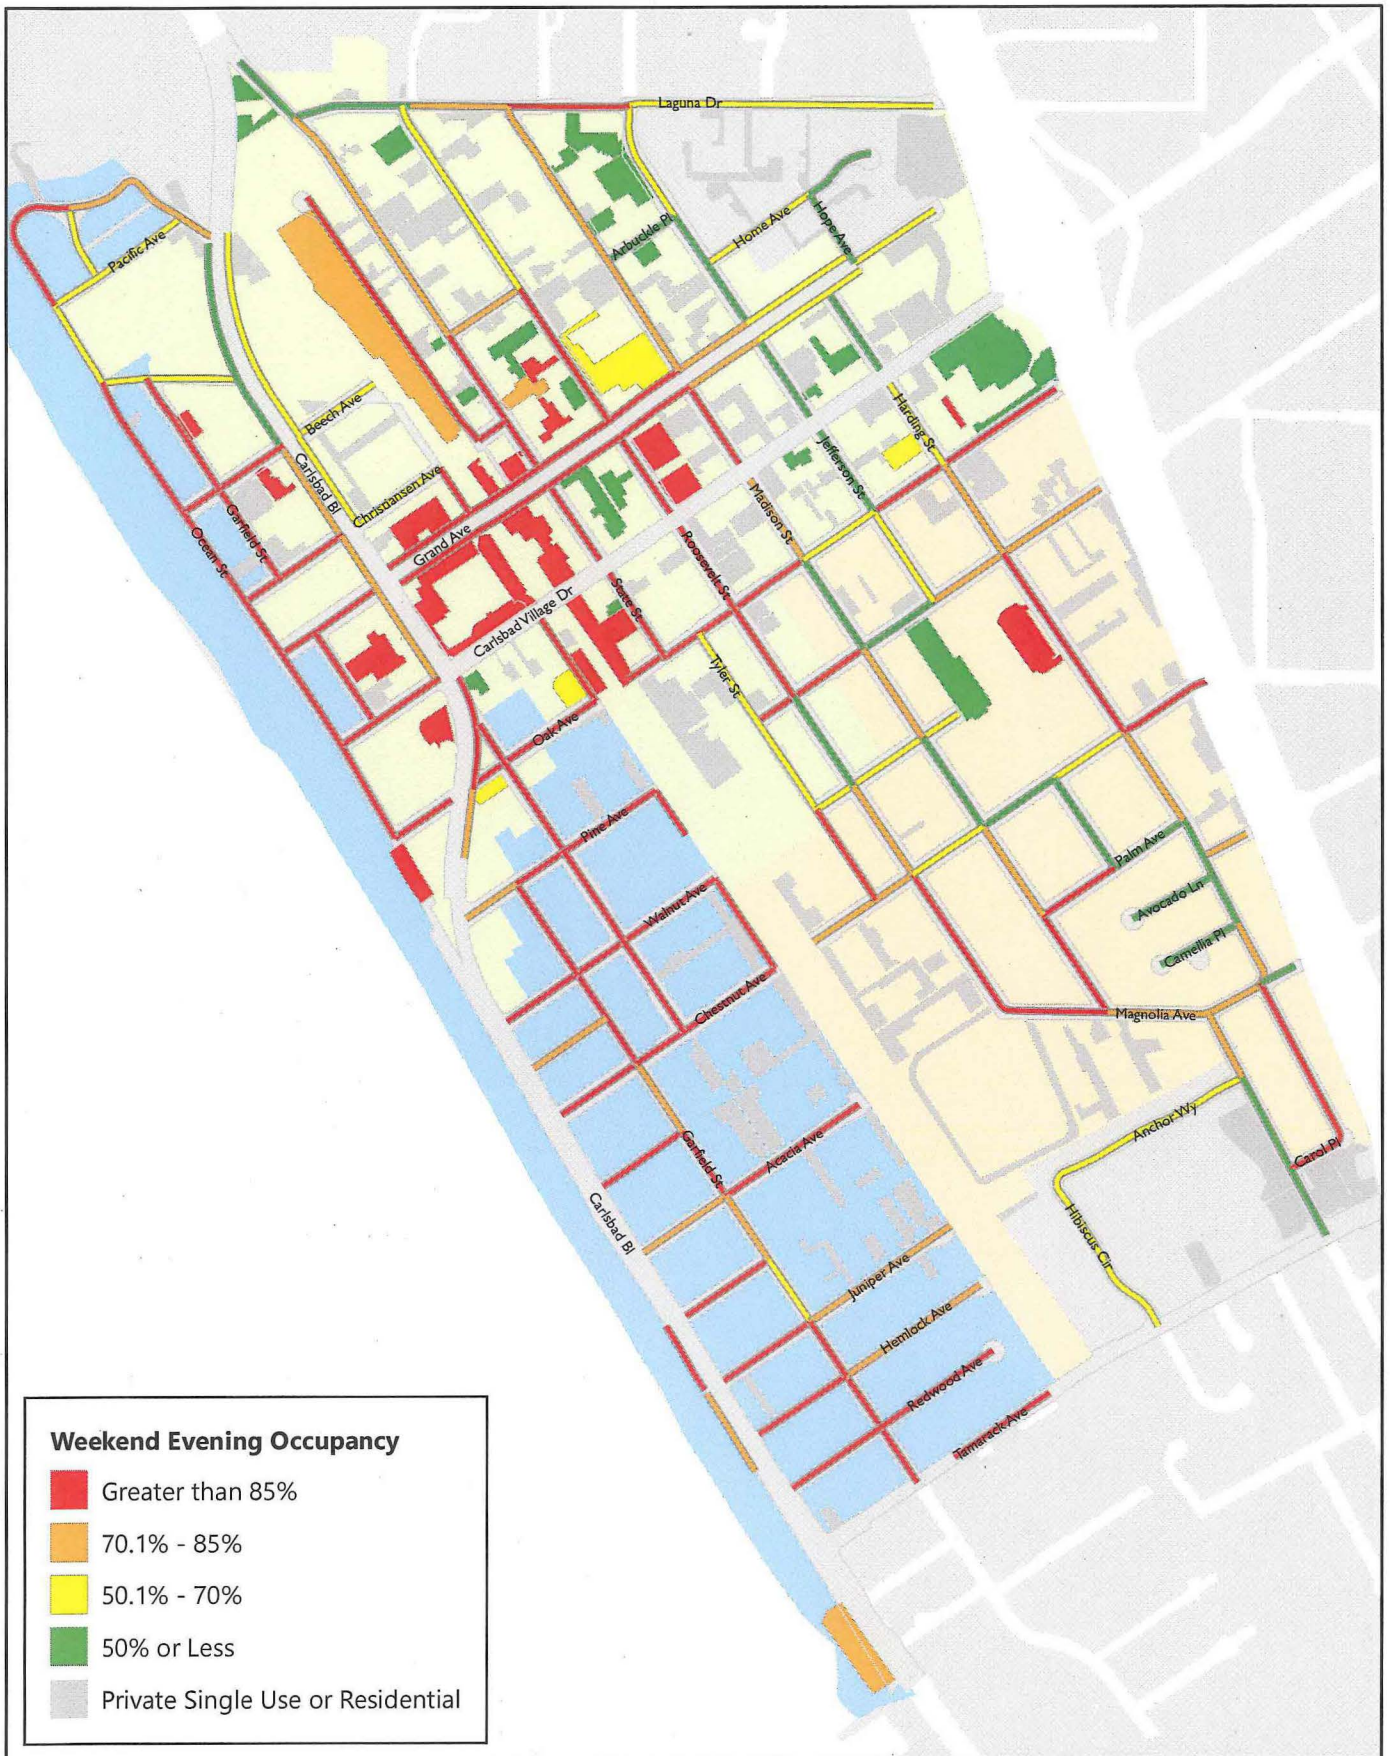 Laguna Dr
Arbuckle Pl
Home Ave
Hope Ave
Pacific Ave
Beech Ave
Christiansen Ave
Carlsbad Bl
Grand Ave
Garfield St
Ocean St
Carlsbad Village Dr
State St
Roosevelt St
Madison St
Jefferson St
Harding St
Tyler St
Oak Ave
Pine Ave
Walnut Ave
Chestnut Ave
Palm Ave
Avocado Ln
Camellia Pl
Magnolia Ave
Anchor Wy
Carol Pl
Hibiscus Cir
Garfield St
Acacia Ave
Carlsbad Bl
Juniper Ave
Hemlock Ave
Redwood Ave
Tamarack Ave
Weekend Evening Occupancy
Greater than 85%
70.1% - 85%
50.1% - 70%
50% or Less
Private Single Use or Residential